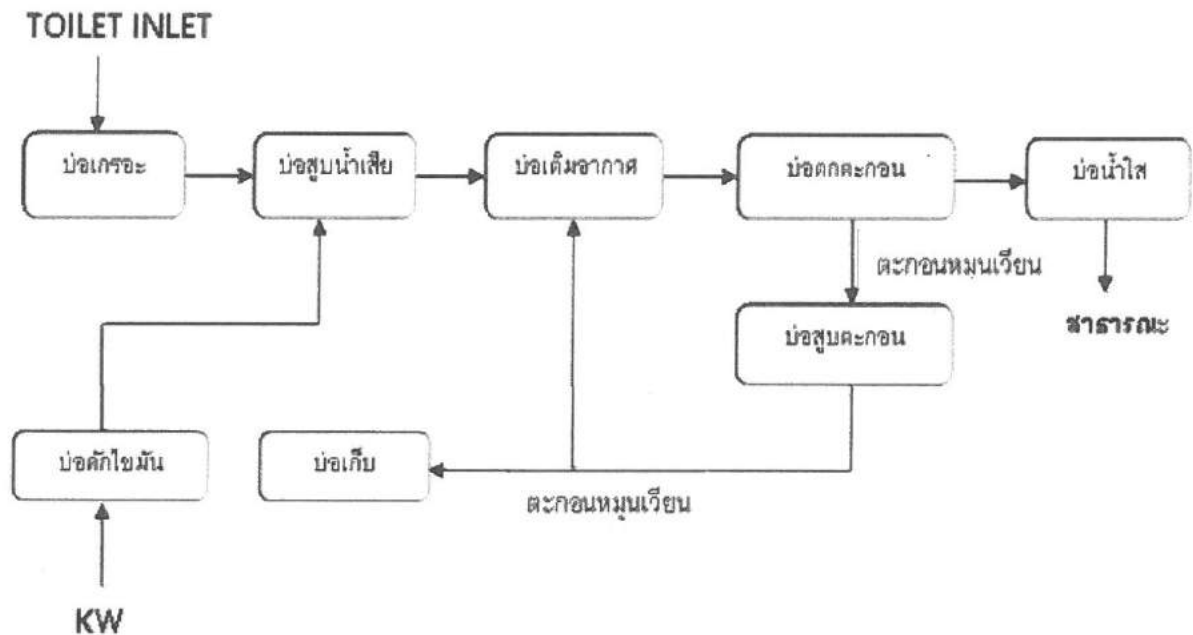 TOILET INLET
บ่อเกรอะ
บ่อสูบน้ำเสีย
บ่อเติมอากาศ
บ่อตกตะกอน
บ่อน้ำใส
ตะกอนหมุนเวียน
สาธารณะ
บ่อสูบตะกอน
บ่อดักไขมัน
บ่อเก็บ
ตะกอนหมุนเวียน
KW